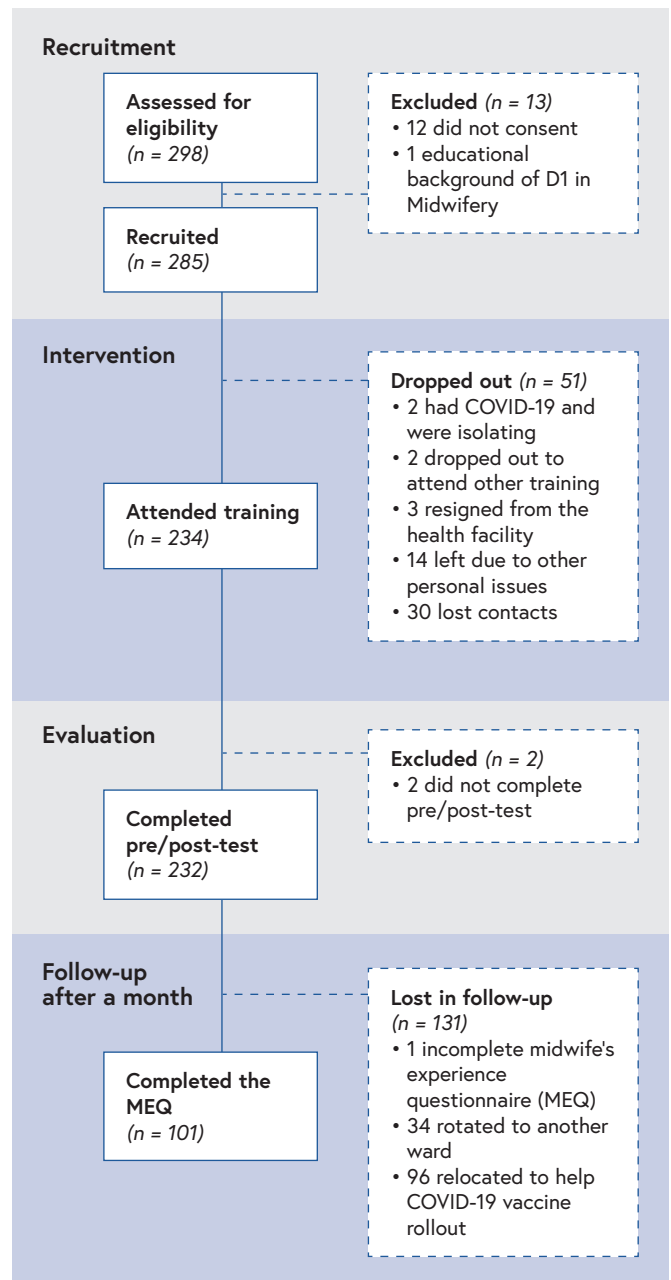 Recruitment
Assessed for
eligibility
(n = 298)
Excluded (n = 13)
• 12 did not consent
• 1 educational
background of D1 in
Midwifery
Recruited
(n = 285)
Intervention
Dropped out (n = 51)
• 2 had COVID-19 and
were isolating
• 2 dropped out to
attend other training
• 3 resigned from the
health facility
• 14 left due to other
personal issues
• 30 lost contacts
Attended training
(n = 234)
Evaluation
Excluded (n = 2)
• 2 did not complete
pre/post-test
Completed
pre/post-test
(n = 232)
Follow-up
after a month
Lost in follow-up
(n = 131)
• 1 incomplete midwife's
experience
questionnaire (MEQ)
• 34 rotated to another
ward
• 96 relocated to help
COVID-19 vaccine
rollout
Completed the
MEQ
(n = 101)